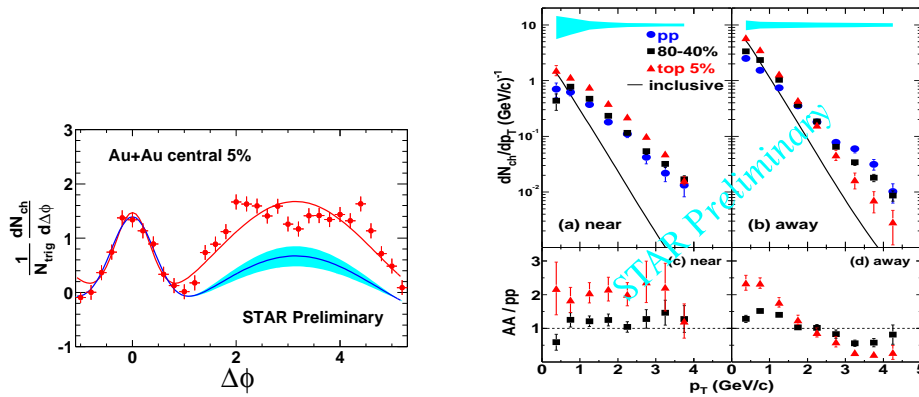 Au+Au central 5%
STAR Preliminary
1 dN_ch
N_trig dΔϕ
3
2
1
0
-1
0 2 4
Δϕ
pp
80-40%
top 5%
inclusive
dN_ch/dp_T (GeV/c)^-1
10
1
10^-1
10^-2
(a) near
(b) away
STAR Preliminary
(c) near
(d) away
AA / pp
2
1
0 1 2 3 4 0 1 2 3 4 5
p_T (GeV/c)